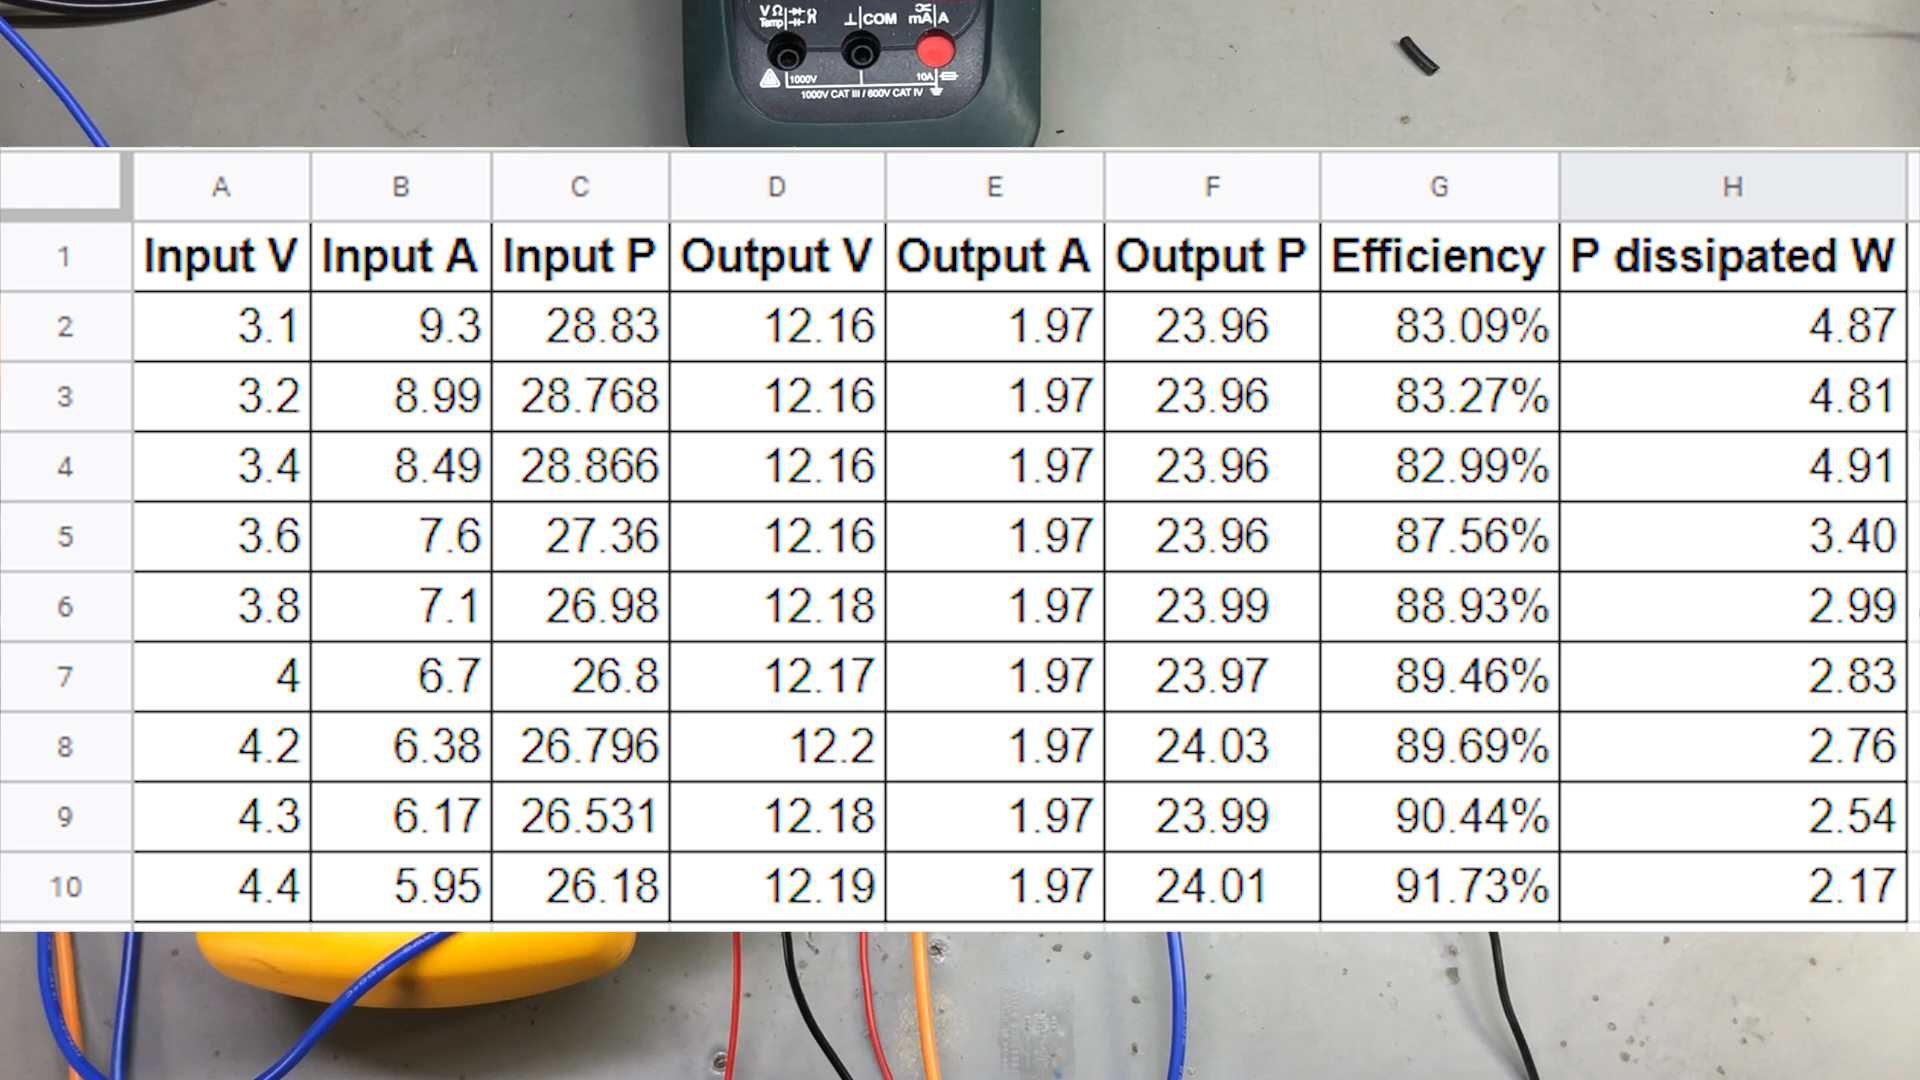 VΩ COM mA A
Temp
1000V 10A
1000V CAT III / 600V CAT IV
A B C D E F G H
1 Input V Input A Input P Output V Output A Output P Efficiency P dissipated W
2 3.1 9.3 28.83 12.16 1.97 23.96 83.09% 4.87
3 3.2 8.99 28.768 12.16 1.97 23.96 83.27% 4.81
4 3.4 8.49 28.866 12.16 1.97 23.96 82.99% 4.91
5 3.6 7.6 27.36 12.16 1.97 23.96 87.56% 3.40
6 3.8 7.1 26.98 12.18 1.97 23.99 88.93% 2.99
7 4 6.7 26.8 12.17 1.97 23.97 89.46% 2.83
8 4.2 6.38 26.796 12.2 1.97 24.03 89.69% 2.76
9 4.3 6.17 26.531 12.18 1.97 23.99 90.44% 2.54
10 4.4 5.95 26.18 12.19 1.97 24.01 91.73% 2.17